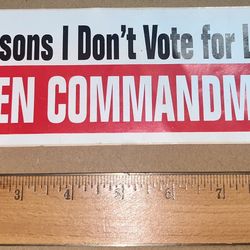 sons I Don't Vote for L
EN COMMANDM
3 4 5 6 7